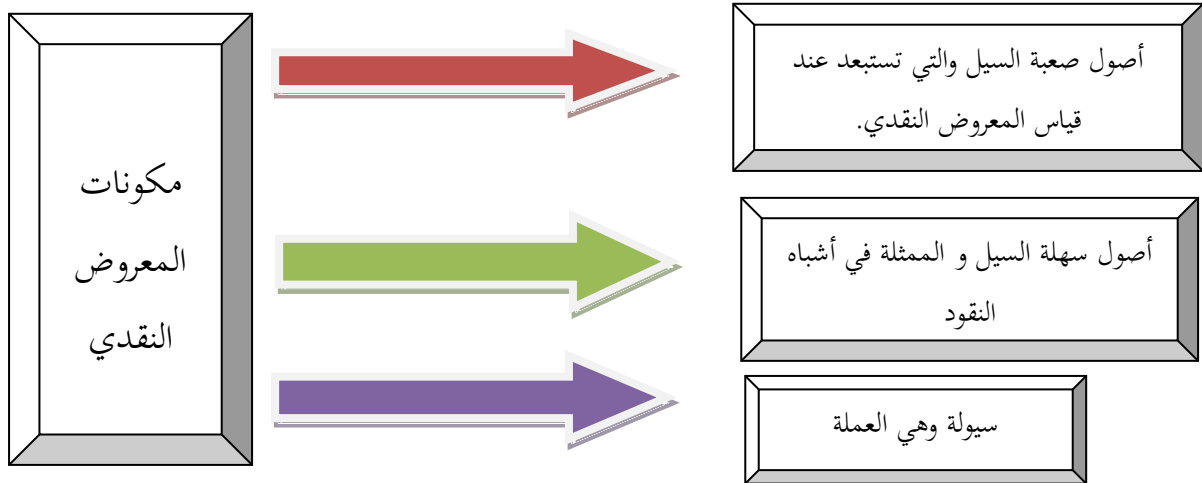 مكونات
المعروض
النقدي
أصول صعبة السيل والتي تستبعد عند
قياس المعروض النقدي.
أصول سهلة السيل و الممثلة في أشباه
النقود
سيولة وهي العملة